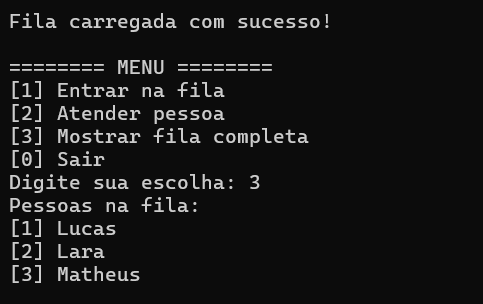 Fila carregada com sucesso!
======== MENU ========
[1] Entrar na fila
[2] Atender pessoa
[3] Mostrar fila completa
[0] Sair
Digite sua escolha: 3
Pessoas na fila:
[1] Lucas
[2] Lara
[3] Matheus